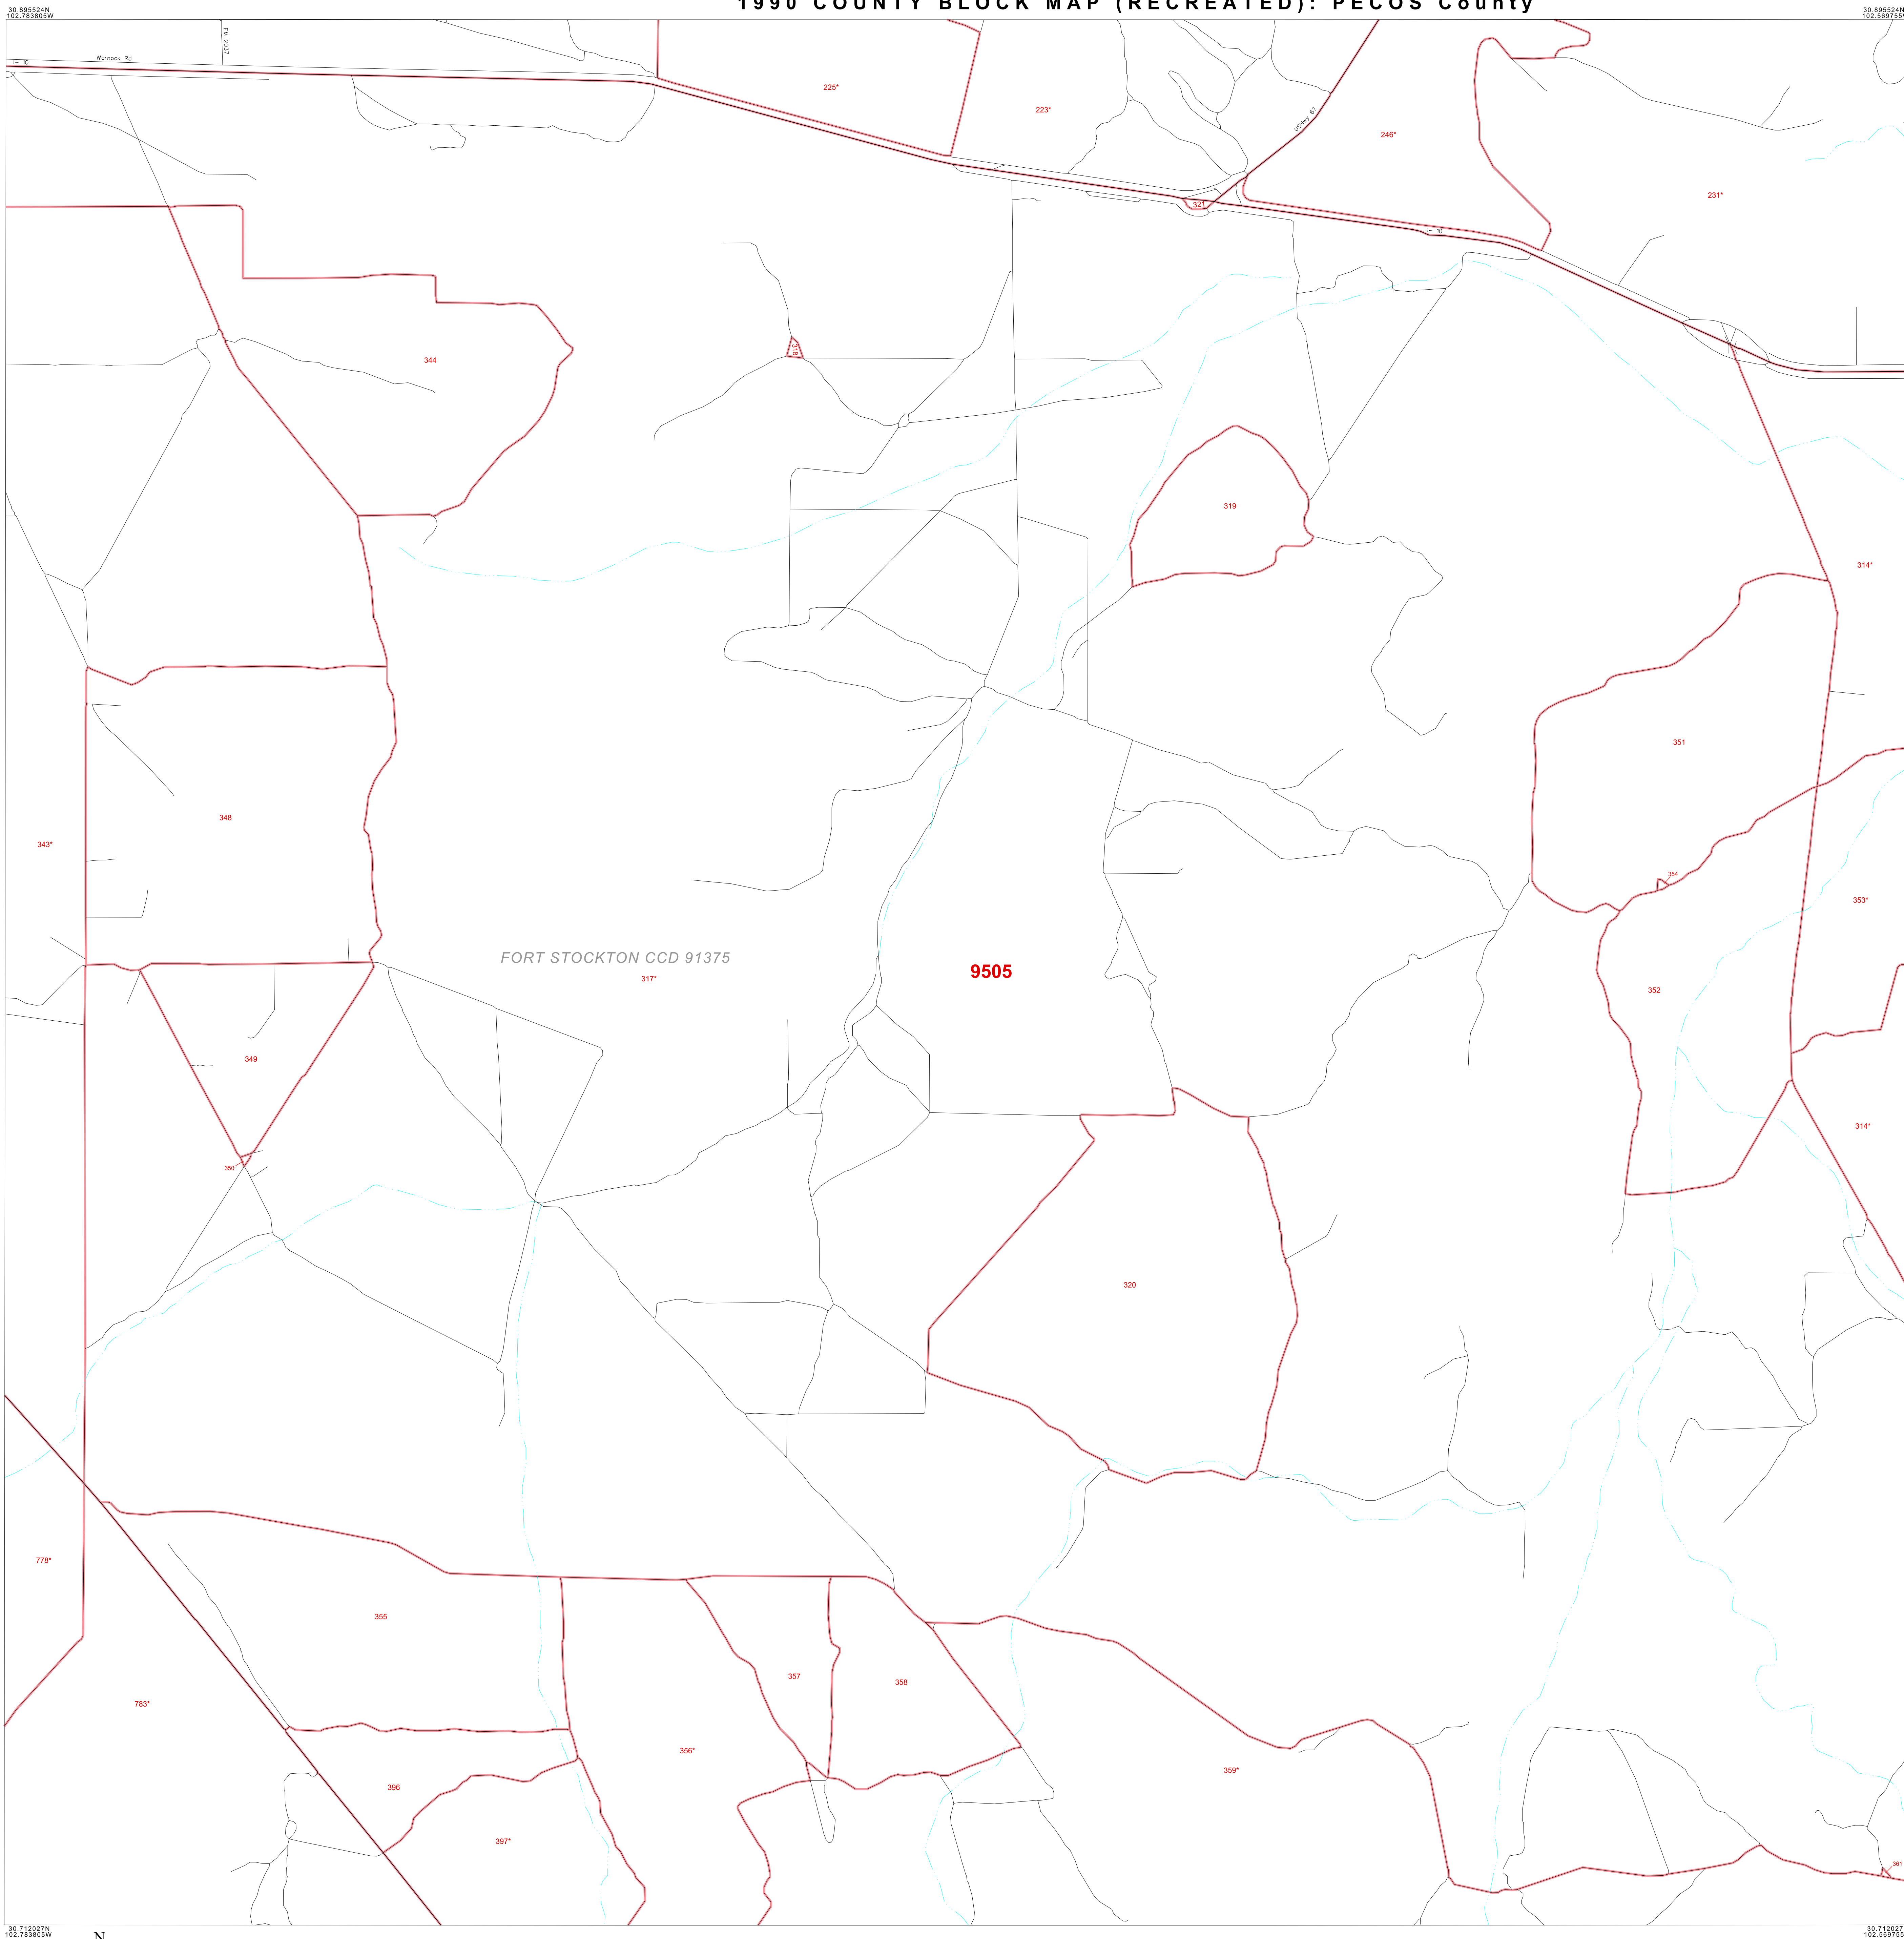 1990 COUNTY BLOCK MAP (RECREATED): PECOS County
30.895524N
102.783805W
30.895524N
102.569755W
FM 2037
Warnock Rd
I- 10
225*
223*
USHwy 67
246*
231*
321
I- 10
344
318
319
314*
351
348
343*
354
353*
FORT STOCKTON CCD 91375
9505
317*
352
349
350
314*
320
778*
355
357
358
783*
356*
359*
396
397*
361
30.712027N
102.783805W
N
30.712027
102.569755